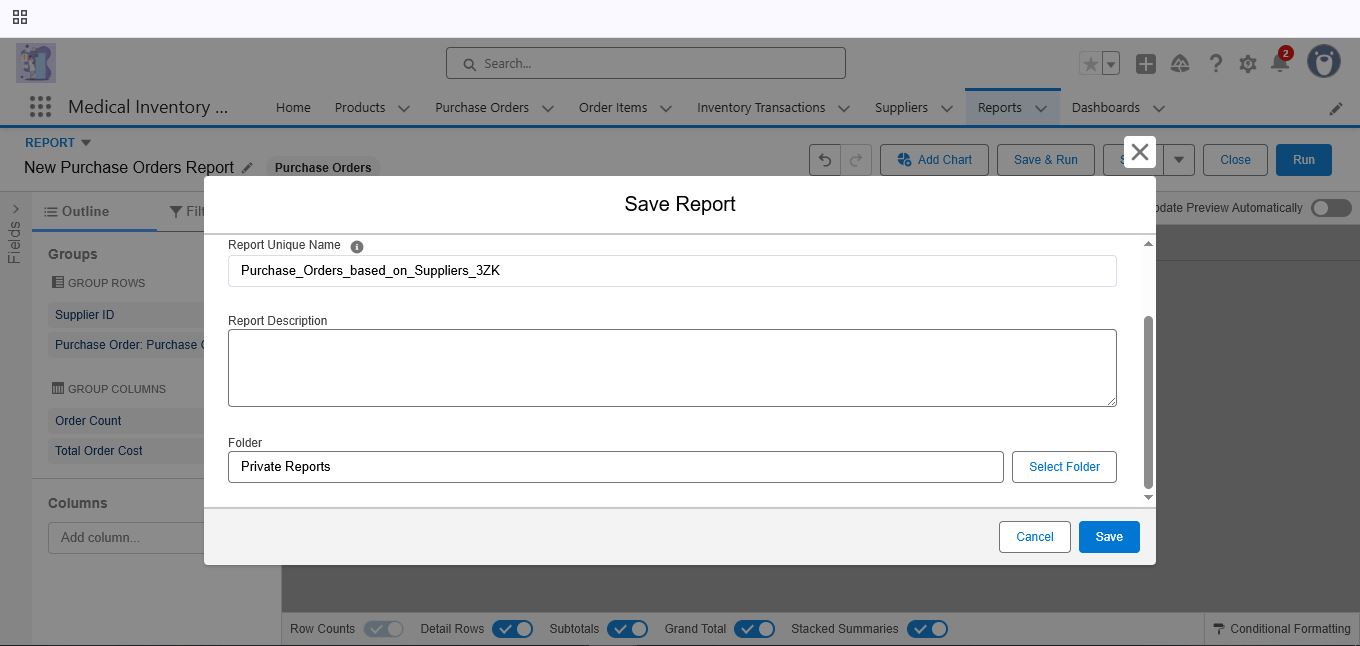 Search...
2
Medical Inventory ...
Home
Products
Purchase Orders
Order Items
Inventory Transactions
Suppliers
Reports
Dashboards
REPORT
New Purchase Orders Report
Purchase Orders
Add Chart
Save & Run
Close
Run
Fields
Outline
Update Preview Automatically
Save Report
Groups
GROUP ROWS
Supplier ID
Purchase Order: Purchase
GROUP COLUMNS
Order Count
Total Order Cost
Columns
Add column...
Report Unique Name
Purchase_Orders_based_on_Suppliers_3ZK
Report Description
Folder
Private Reports
Select Folder
Cancel
Save
Row Counts
Detail Rows
Subtotals
Grand Total
Stacked Summaries
Conditional Formatting